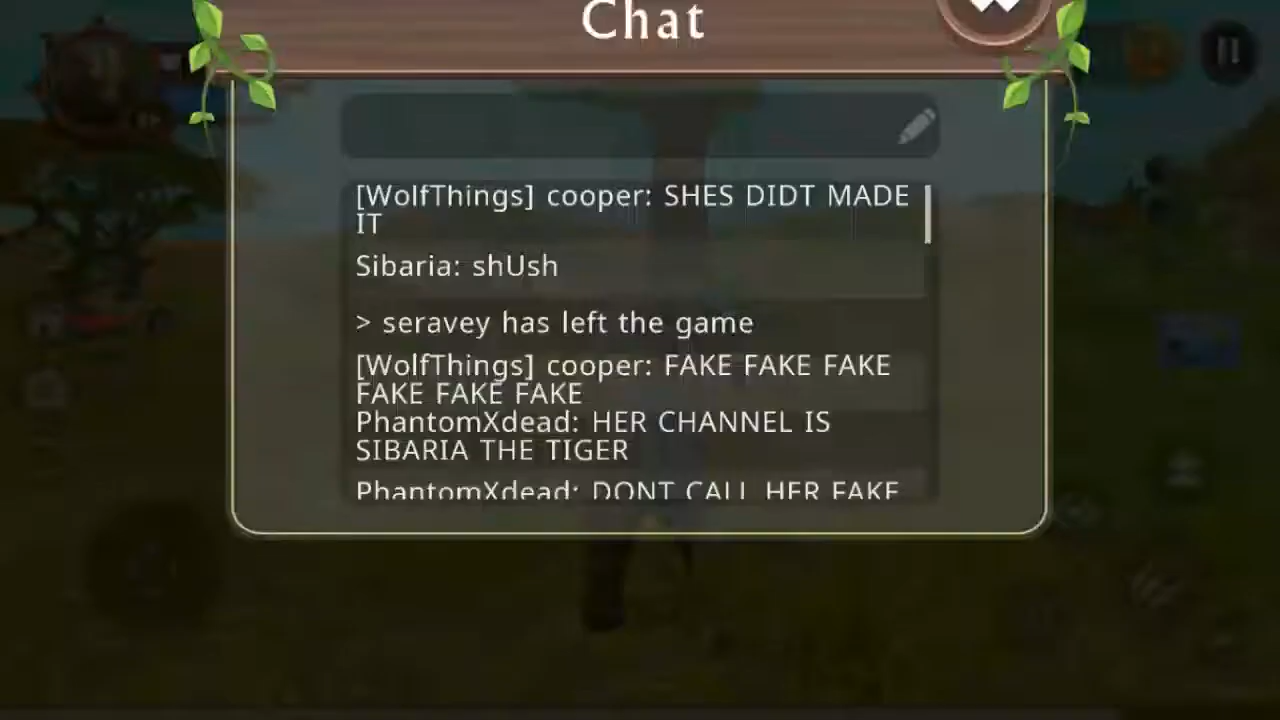 Chat
[WolfThings] cooper: SHES DIDT MADE
IT
Sibaria: shUsh
> seravey has left the game
[WolfThings] cooper: FAKE FAKE FAKE
FAKE FAKE FAKE
PhantomXdead: HER CHANNEL IS
SIBARIA THE TIGER
PhantomXdead: DONT CALL HER FAKE